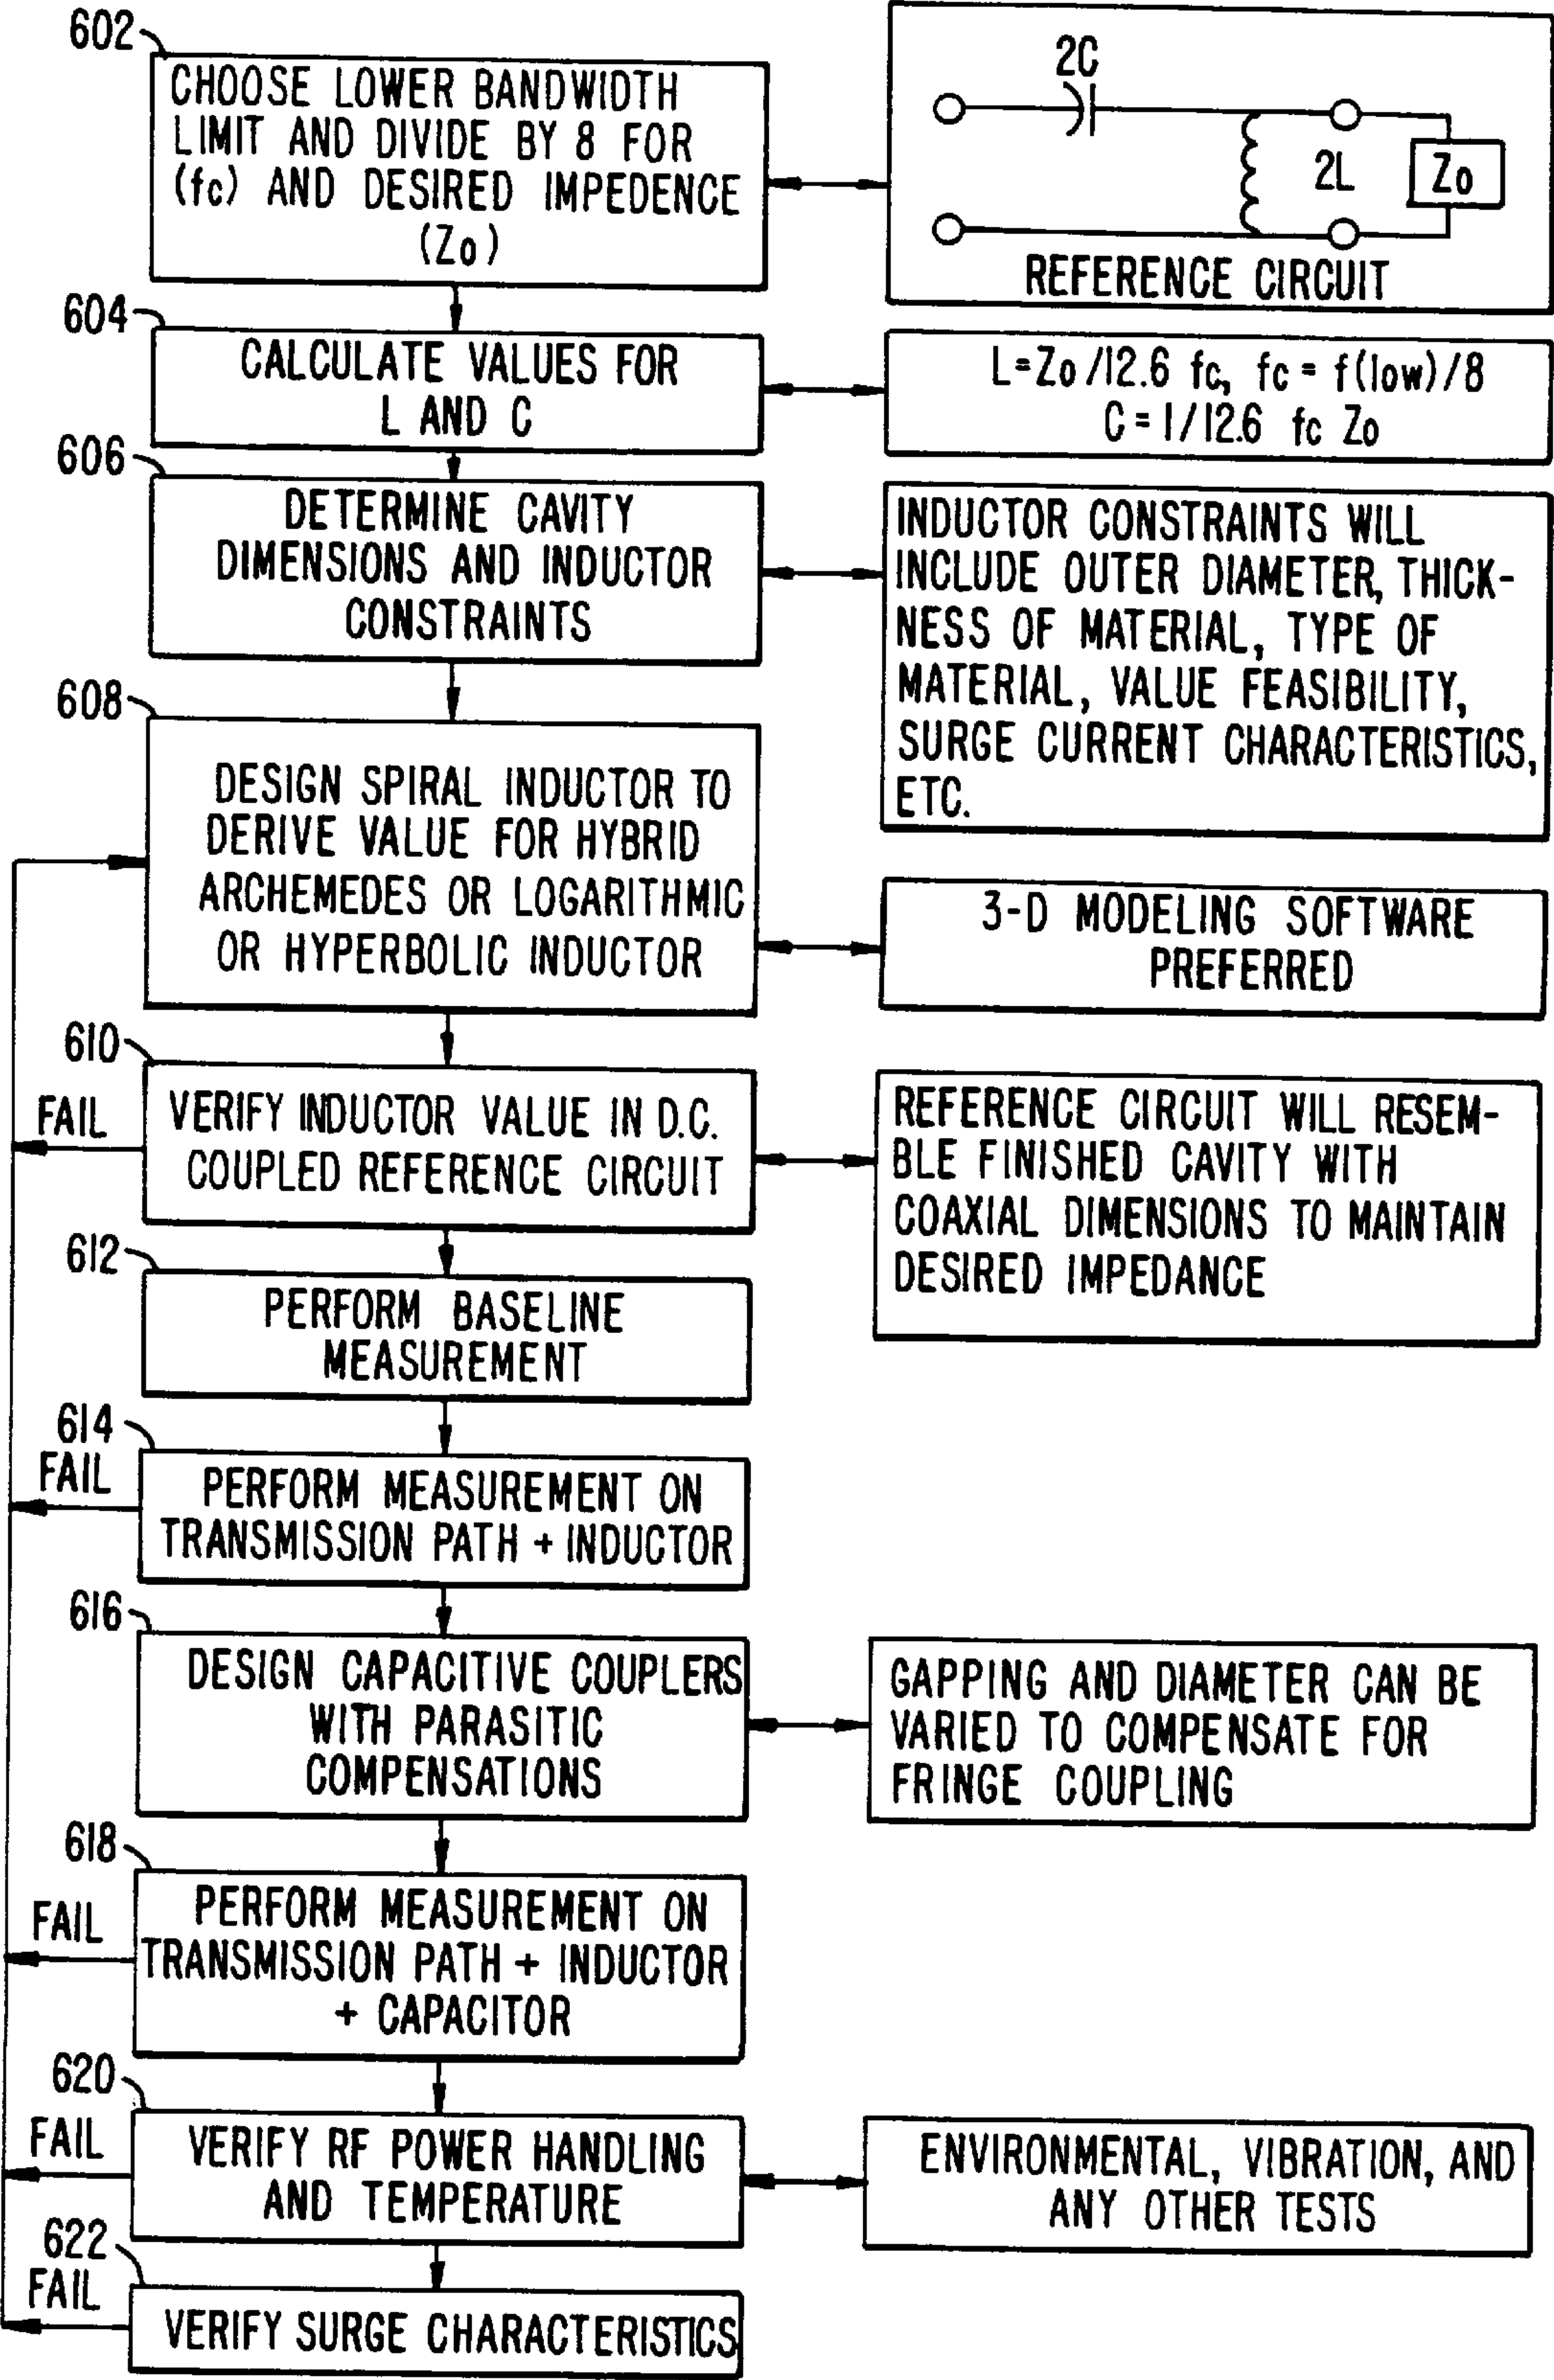 602
CHOOSE LOWER BANDWIDTH
LIMIT AND DIVIDE BY 8 FOR
(fc) AND DESIRED IMPEDENCE
(Zo)
2C
2L
Zo
REFERENCE CIRCUIT
604
CALCULATE VALUES FOR
L AND C
L=Zo/12.6 fc, fc = f(low)/8
C = 1/12.6 fc Zo
606
DETERMINE CAVITY
DIMENSIONS AND INDUCTOR
CONSTRAINTS
INDUCTOR CONSTRAINTS WILL
INCLUDE OUTER DIAMETER, THICK-
NESS OF MATERIAL, TYPE OF
MATERIAL, VALUE FEASIBILITY,
SURGE CURRENT CHARACTERISTICS,
ETC.
608
DESIGN SPIRAL INDUCTOR TO
DERIVE VALUE FOR HYBRID
ARCHEMEDES OR LOGARITHMIC
OR HYPERBOLIC INDUCTOR
3-D MODELING SOFTWARE
PREFERRED
610
FAIL
VERIFY INDUCTOR VALUE IN D.C.
COUPLED REFERENCE CIRCUIT
REFERENCE CIRCUIT WILL RESEM-
BLE FINISHED CAVITY WITH
COAXIAL DIMENSIONS TO MAINTAIN
DESIRED IMPEDANCE
612
PERFORM BASELINE
MEASUREMENT
614
FAIL
PERFORM MEASUREMENT ON
TRANSMISSION PATH + INDUCTOR
616
DESIGN CAPACITIVE COUPLERS
WITH PARASITIC
COMPENSATIONS
GAPPING AND DIAMETER CAN BE
VARIED TO COMPENSATE FOR
FRINGE COUPLING
618
FAIL
PERFORM MEASUREMENT ON
TRANSMISSION PATH + INDUCTOR
+ CAPACITOR
620
FAIL
VERIFY RF POWER HANDLING
AND TEMPERATURE
ENVIRONMENTAL, VIBRATION, AND
ANY OTHER TESTS
622
FAIL
VERIFY SURGE CHARACTERISTICS